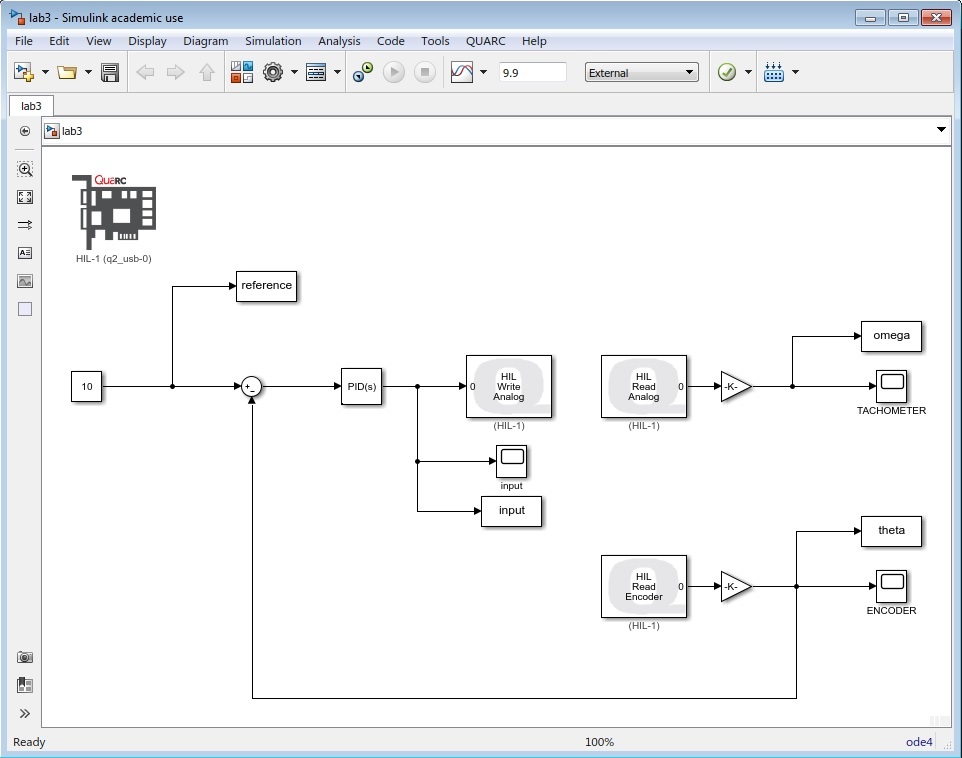 lab3 - Simulink academic use
File Edit View Display Diagram Simulation Analysis Code Tools QUARC Help
9.9 External
lab3
lab3
QuaRC
HIL-1 (q2_usb-0)
reference
10
+
-
PID(s)
0
HIL
Write
Analog
(HIL-1)
input
input
HIL
Read
Analog
0
(HIL-1)
-K-
omega
TACHOMETER
HIL
Read
Encoder
0
(HIL-1)
-K-
theta
ENCODER
Ready 100% ode4